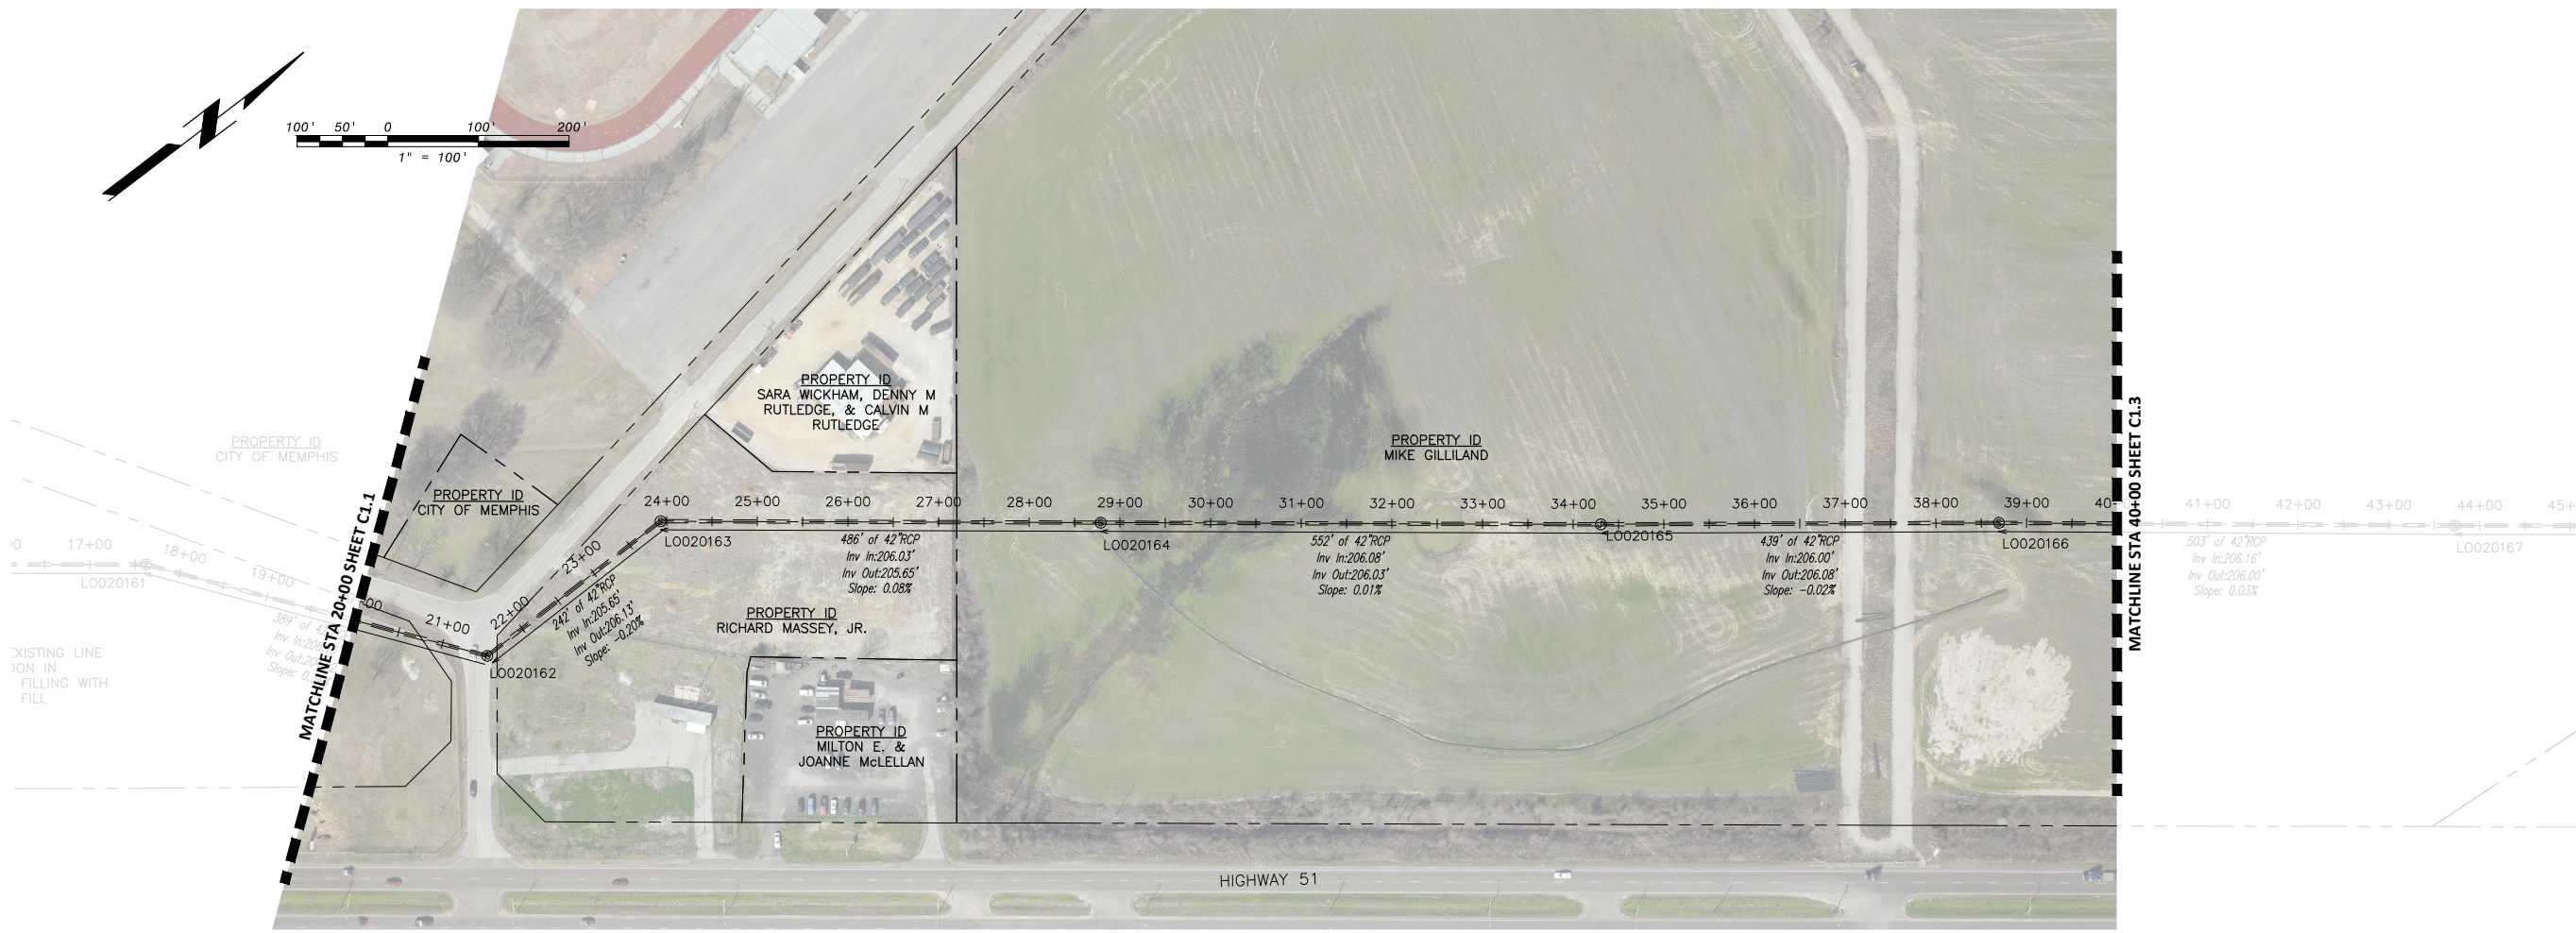 100' 50' 0 100' 200'
1" = 100'
PROPERTY ID
CITY OF MEMPHIS
17+00
18+00
19+00
LOO20161
EXISTING LINE
FILLING WITH
FILL
MATCHLINE STA 20+00 SHEET C1.1
PROPERTY ID
CITY OF MEMPHIS
21+00
22+00
23+00
LOO20162
242' of 42"RCP
Inv In:205.65'
Inv Out:206.13'
Slope: -0.20%
PROPERTY ID
SARA WICKHAM, DENNY M
RUTLEDGE, & CALVIN M
RUTLEDGE
24+00 25+00 26+00 27+00 28+00 29+00 30+00 31+00 32+00 33+00 34+00 35+00 36+00 37+00 38+00 39+00
LOO20163
486' of 42"RCP
Inv In:206.03'
Inv Out:205.65'
Slope: 0.08%
LOO20164
552' of 42"RCP
Inv In:206.08'
Inv Out:206.03'
Slope: 0.01%
LOO20165
439' of 42"RCP
Inv In:206.00'
Inv Out:206.08'
Slope: -0.02%
LOO20166
PROPERTY ID
RICHARD MASSEY, JR.
PROPERTY ID
MILTON E. &
JOANNE McLELLAN
PROPERTY ID
MIKE GILLILAND
HIGHWAY 51
MATCHLINE STA 40+00 SHEET C1.3
41+00 42+00 43+00 44+00
503' of 42"RCP
Inv In:206.16'
Inv Out:206.00'
Slope: 0.03%
LOO20167